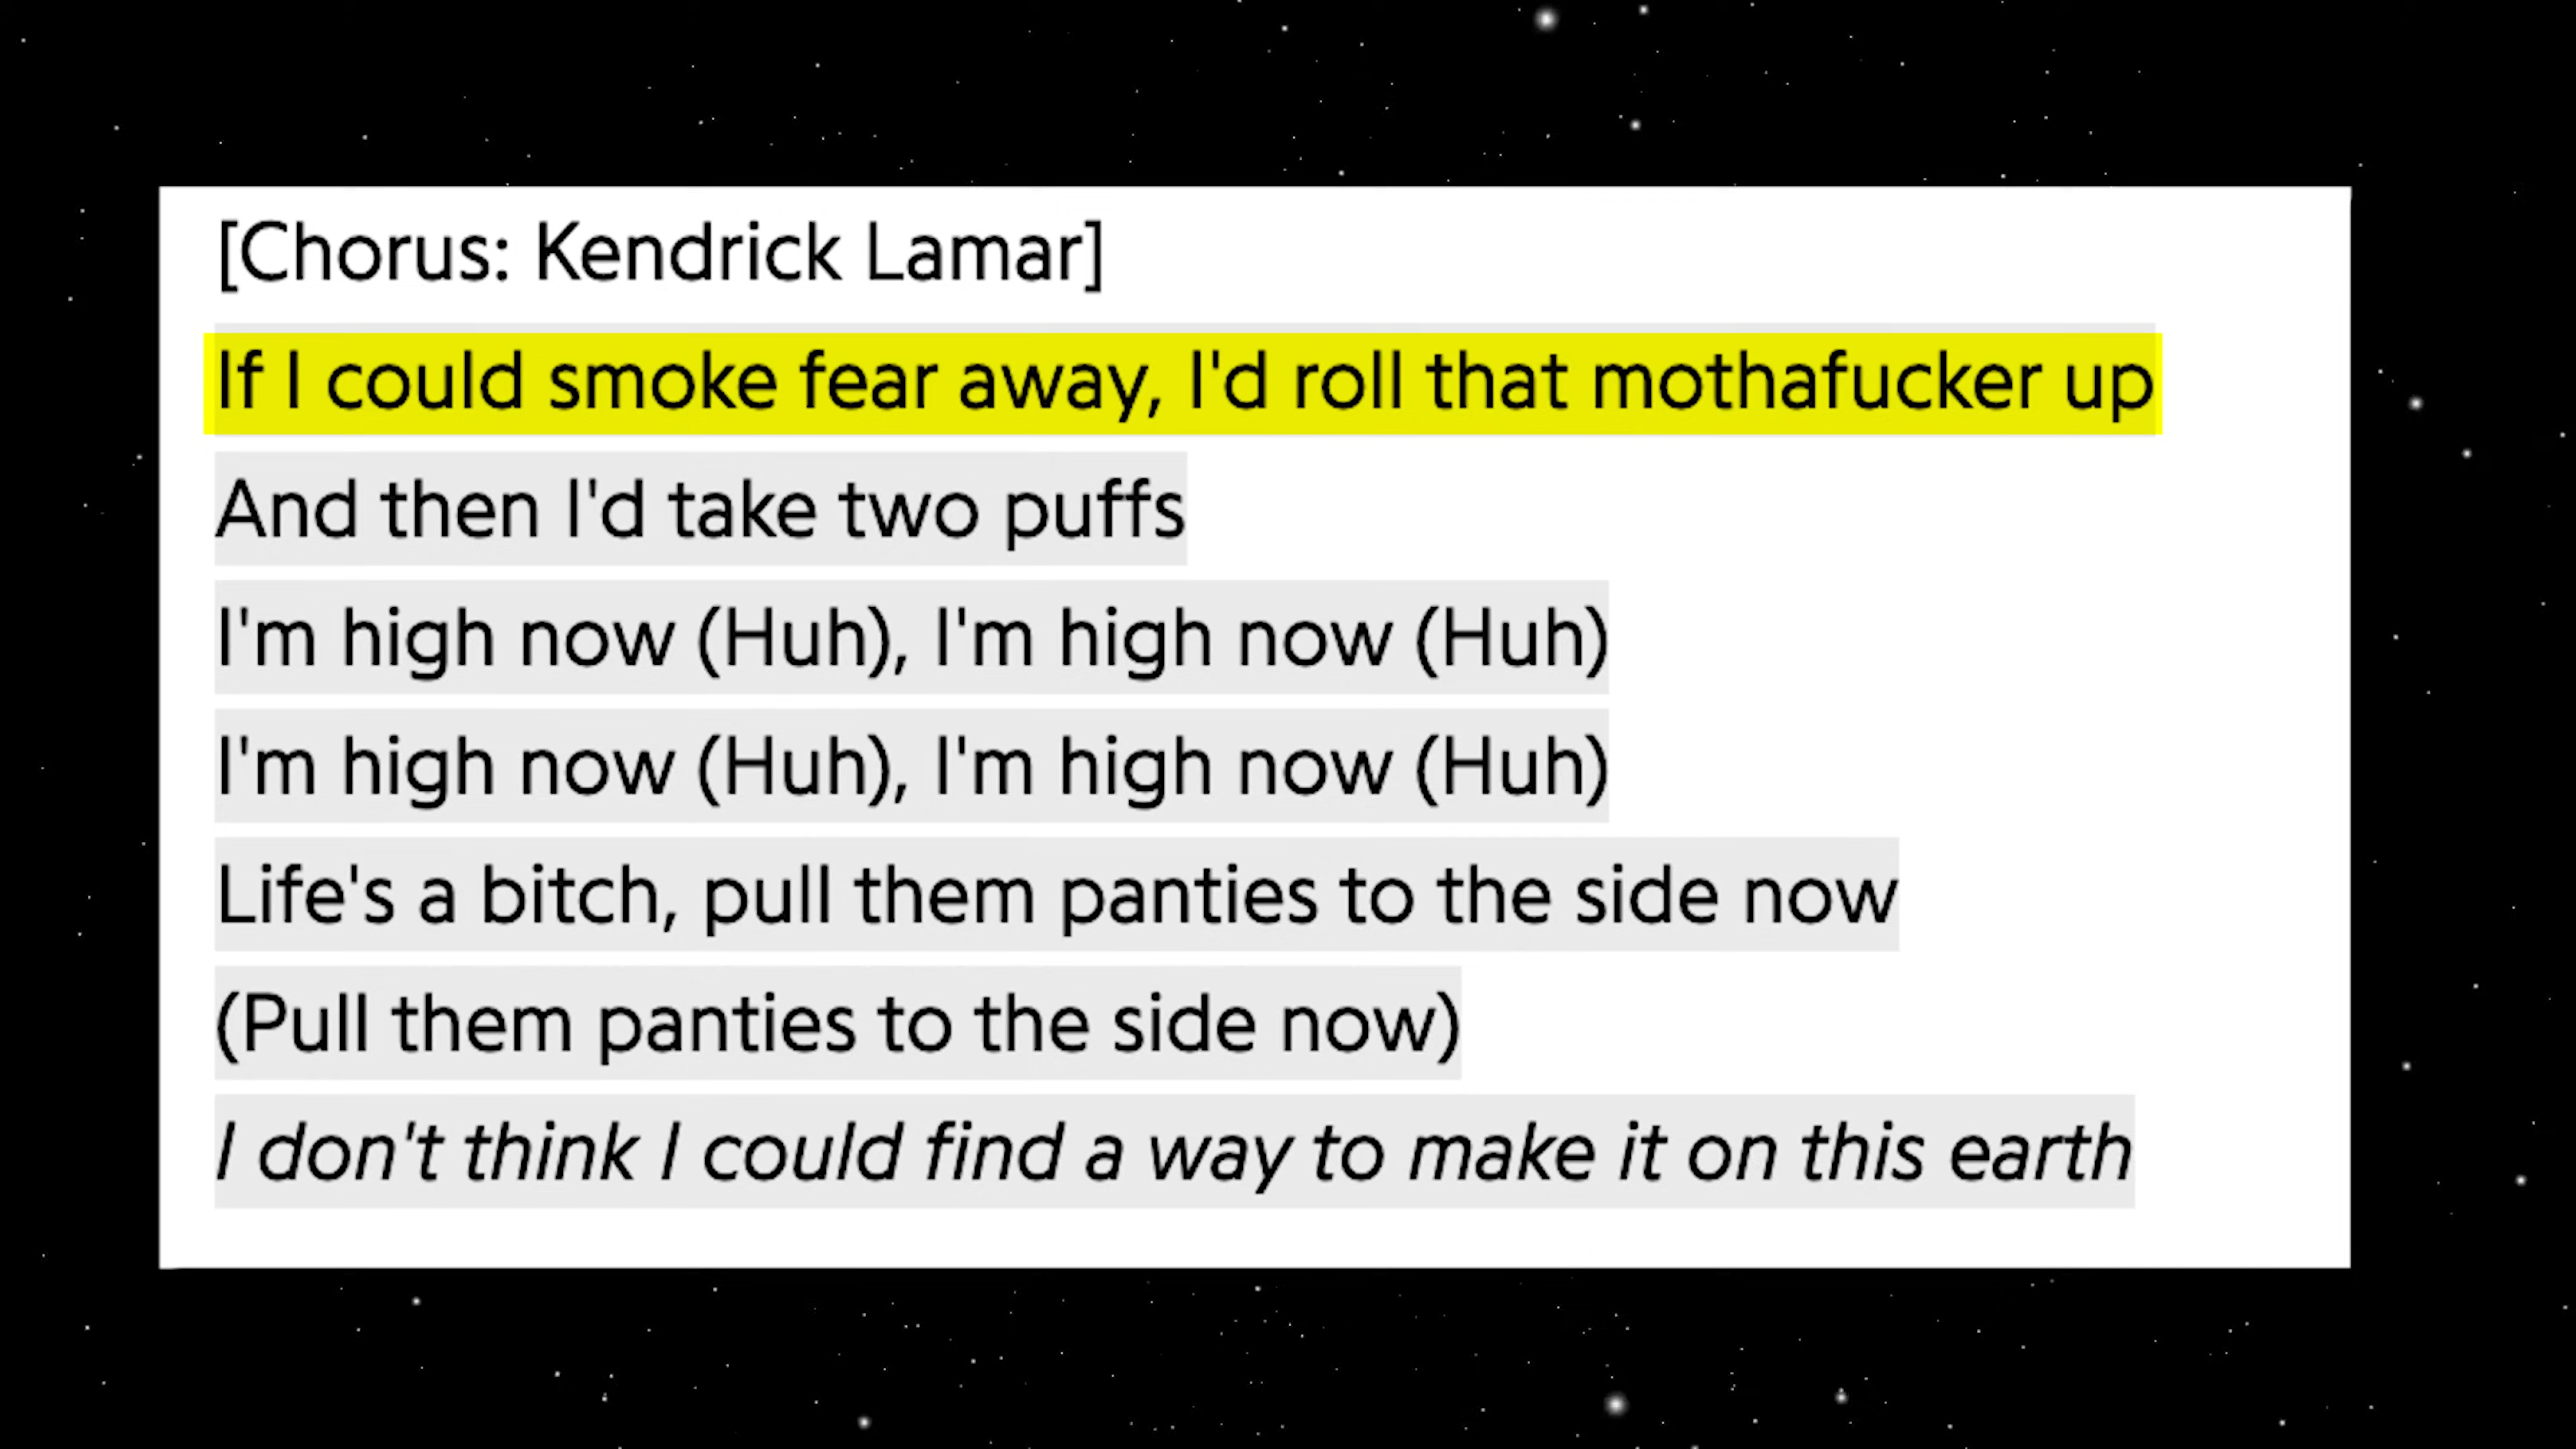 [Chorus: Kendrick Lamar]
If I could smoke fear away, I'd roll that mothafucker up
And then I'd take two puffs
I'm high now (Huh), I'm high now (Huh)
I'm high now (Huh), I'm high now (Huh)
Life's a bitch, pull them panties to the side now
(Pull them panties to the side now)
I don't think I could find a way to make it on this earth